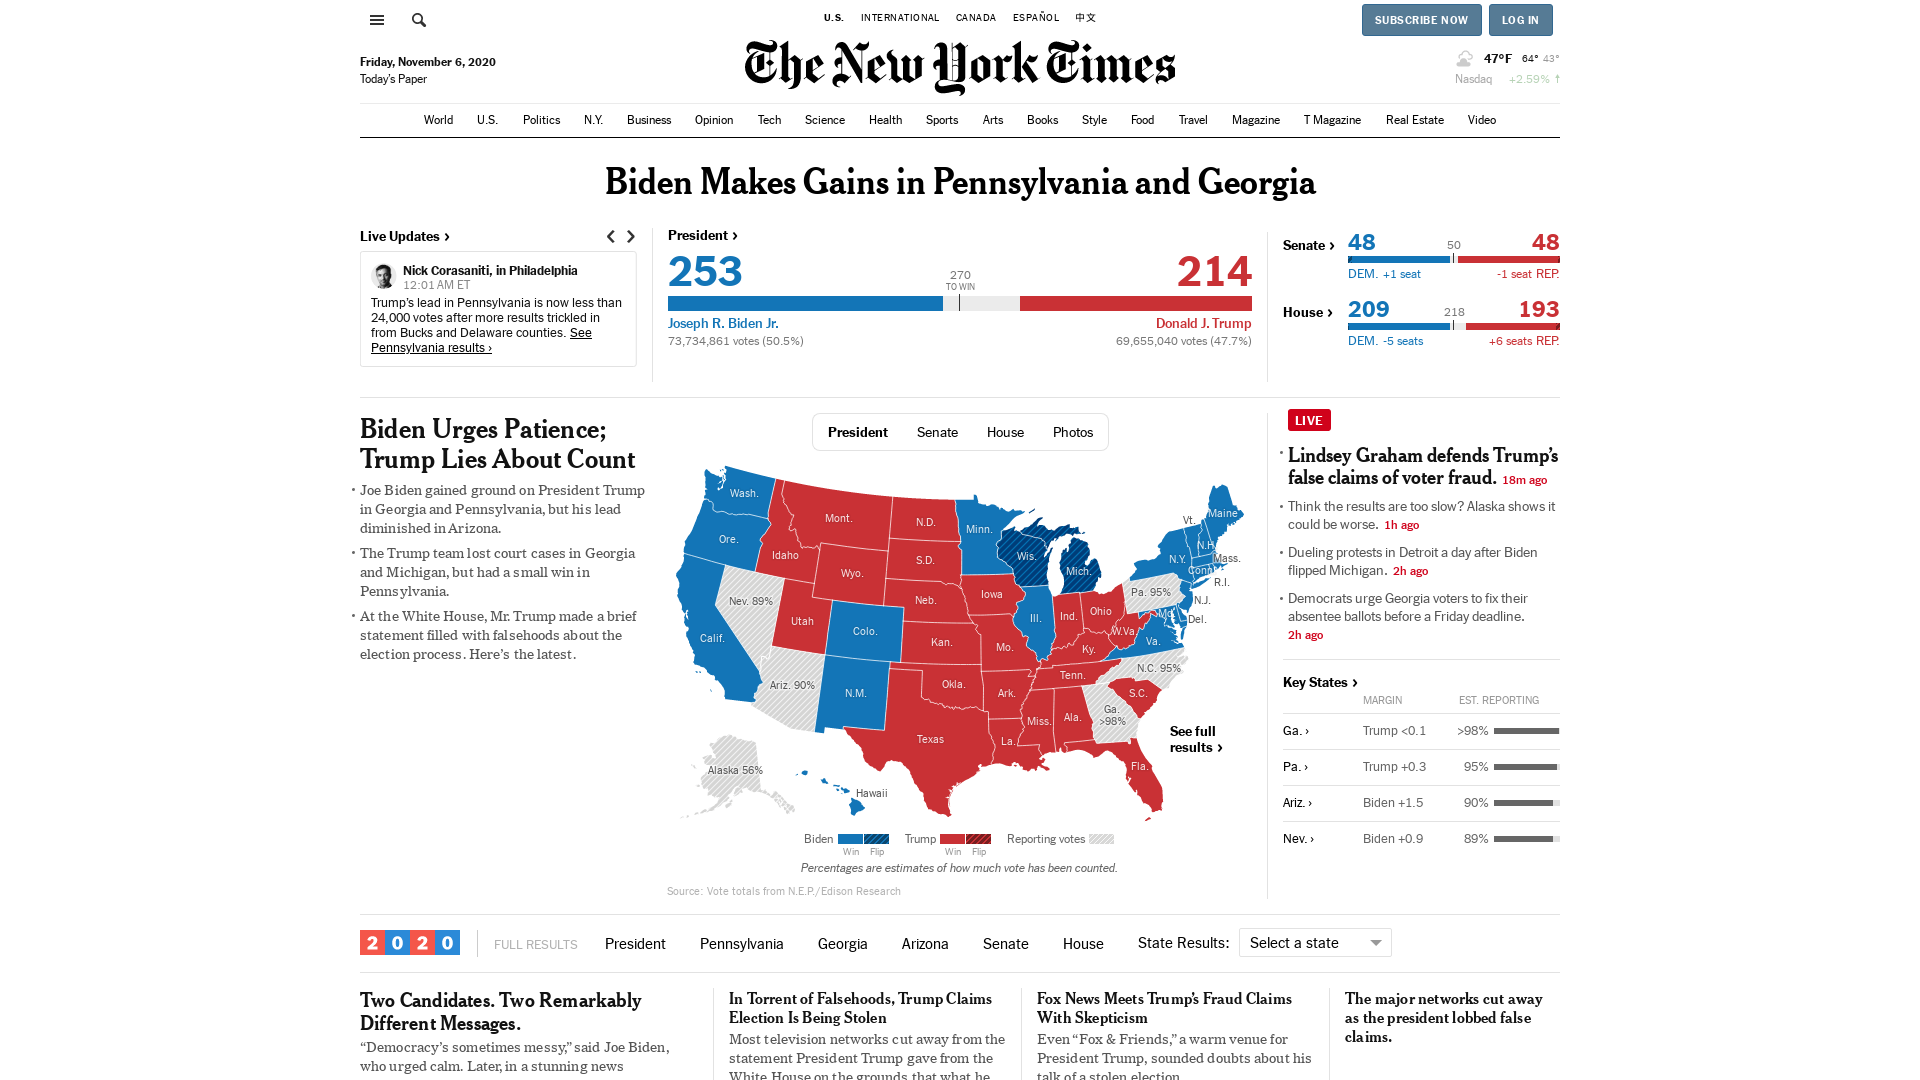 U.S. INTERNATIONAL CANADA ESPAÑOL 中文
SUBSCRIBE NOW LOG IN
Friday, November 6, 2020
Today's Paper
The New York Times
47°F 64° 43°
Nasdaq +2.59% ↑
World U.S. Politics N.Y. Business Opinion Tech Science Health Sports Arts Books Style Food Travel Magazine T Magazine Real Estate Video
Biden Makes Gains in Pennsylvania and Georgia
Live Updates ›
Nick Corasaniti, in Philadelphia
12:01 AM ET
Trump's lead in Pennsylvania is now less than
24,000 votes after more results trickled in
from Bucks and Delaware counties. See
Pennsylvania results ›
President ›
253 214
270
TO WIN
Joseph R. Biden Jr. Donald J. Trump
73,734,861 votes (50.5%) 69,655,040 votes (47.7%)
Senate › 48 50 48
DEM. +1 seat -1 seat REP.
House › 209 218 193
DEM. -5 seats +6 seats REP.
Biden Urges Patience;
Trump Lies About Count
• Joe Biden gained ground on President Trump
in Georgia and Pennsylvania, but his lead
diminished in Arizona.
• The Trump team lost court cases in Georgia
and Michigan, but had a small win in
Pennsylvania.
• At the White House, Mr. Trump made a brief
statement filled with falsehoods about the
election process. Here's the latest.
President Senate House Photos
Wash.
Mont.
N.D.
Minn.
Maine
Vt.
Ore.
Idaho
S.D.
Wis.
N.H.
N.Y.
Mass.
Wyo.
Mich.
Conn.
R.I.
Nev. 89%
Neb.
Iowa
Pa. 95%
N.J.
Utah
Ill.
Ind.
Ohio
Md.
Del.
Calif.
Colo.
Kan.
Mo.
W.Va.
Ky.
Va.
Ariz. 90%
N.M.
Okla.
Ark.
Tenn.
N.C. 95%
S.C.
Miss.
Ala.
Ga.
>98%
Texas
La.
Fla.
Alaska 56%
Hawaii
See full
results ›
Biden Trump Reporting votes
Win Flip Win Flip
Percentages are estimates of how much vote has been counted.
Source: Vote totals from N.E.P./Edison Research
LIVE
• Lindsey Graham defends Trump's
false claims of voter fraud. 18m ago
• Think the results are too slow? Alaska shows it
could be worse. 1h ago
• Dueling protests in Detroit a day after Biden
flipped Michigan. 2h ago
• Democrats urge Georgia voters to fix their
absentee ballots before a Friday deadline.
2h ago
Key States ›
MARGIN EST. REPORTING
Ga. › Trump <0.1 >98%
Pa. › Trump +0.3 95%
Ariz. › Biden +1.5 90%
Nev. › Biden +0.9 89%
2020 FULL RESULTS President Pennsylvania Georgia Arizona Senate House State Results: Select a state
Two Candidates. Two Remarkably
Different Messages.
“Democracy's sometimes messy,” said Joe Biden,
who urged calm. Later, in a stunning news
In Torrent of Falsehoods, Trump Claims
Election Is Being Stolen
Most television networks cut away from the
statement President Trump gave from the
White House on the grounds that what he
Fox News Meets Trump's Fraud Claims
With Skepticism
Even “Fox & Friends,” a warm venue for
President Trump, sounded doubts about his
talk of a stolen election.
The major networks cut away
as the president lobbed false
claims.